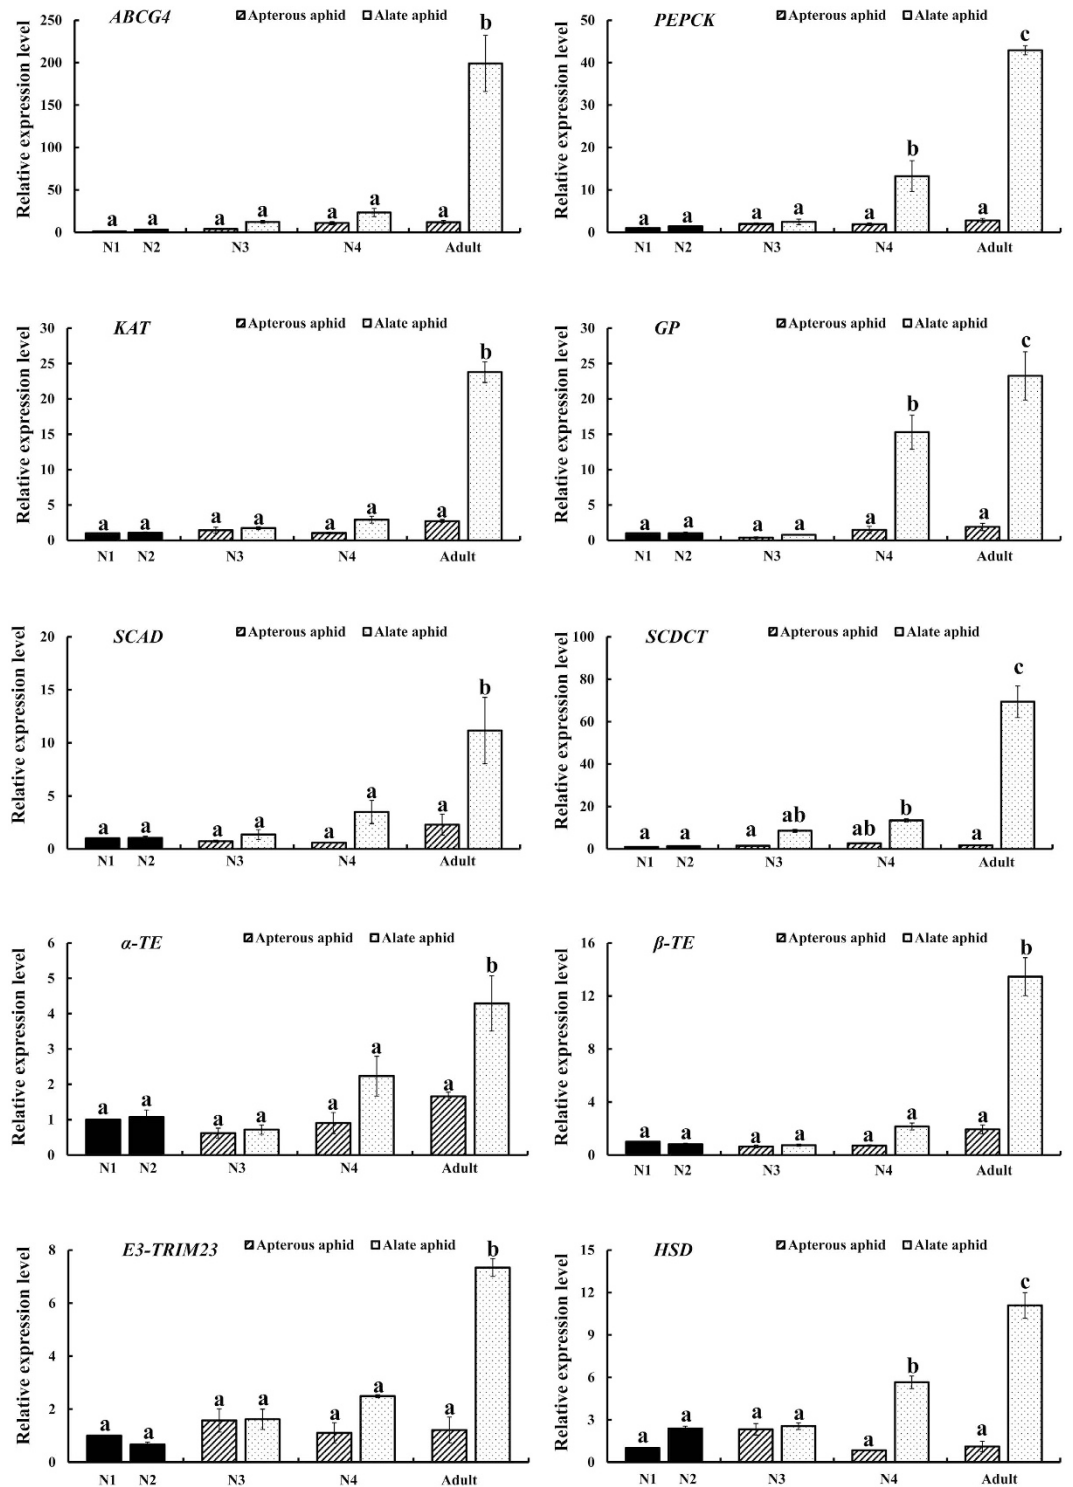 ABCG4 Apterous aphid Alate aphid
Relative expression level
250
200
150
100
50
0
a a a a a a a b
N1 N2 N3 N4 Adult
PEPCK Apterous aphid Alate aphid
Relative expression level
50
40
30
20
10
0
a a a a a b a c
N1 N2 N3 N4 Adult
KAT Apterous aphid Alate aphid
Relative expression level
30
25
20
15
10
5
0
a a a a a a a b
N1 N2 N3 N4 Adult
GP Apterous aphid Alate aphid
Relative expression level
30
25
20
15
10
5
0
a a a a a b a c
N1 N2 N3 N4 Adult
SCAD Apterous aphid Alate aphid
Relative expression level
20
15
10
5
0
a a a a a a a b
N1 N2 N3 N4 Adult
SCDCT Apterous aphid Alate aphid
Relative expression level
100
80
60
40
20
0
a a a ab ab b a c
N1 N2 N3 N4 Adult
α-TE Apterous aphid Alate aphid
Relative expression level
6
5
4
3
2
1
0
a a a a a a a b
N1 N2 N3 N4 Adult
β-TE Apterous aphid Alate aphid
Relative expression level
16
12
8
4
0
a a a a a a a b
N1 N2 N3 N4 Adult
E3-TRIM23 Apterous aphid Alate aphid
Relative expression level
8
6
4
2
0
a a a a a a a b
N1 N2 N3 N4 Adult
HSD Apterous aphid Alate aphid
Relative expression level
15
12
9
6
3
0
a a a a a b a c
N1 N2 N3 N4 Adult